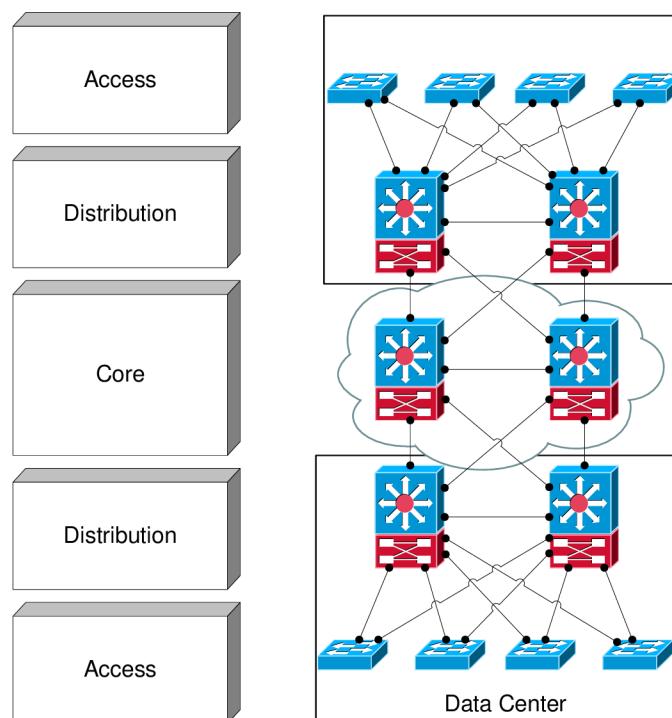 Access
Distribution
Core
Distribution
Access
Data Center